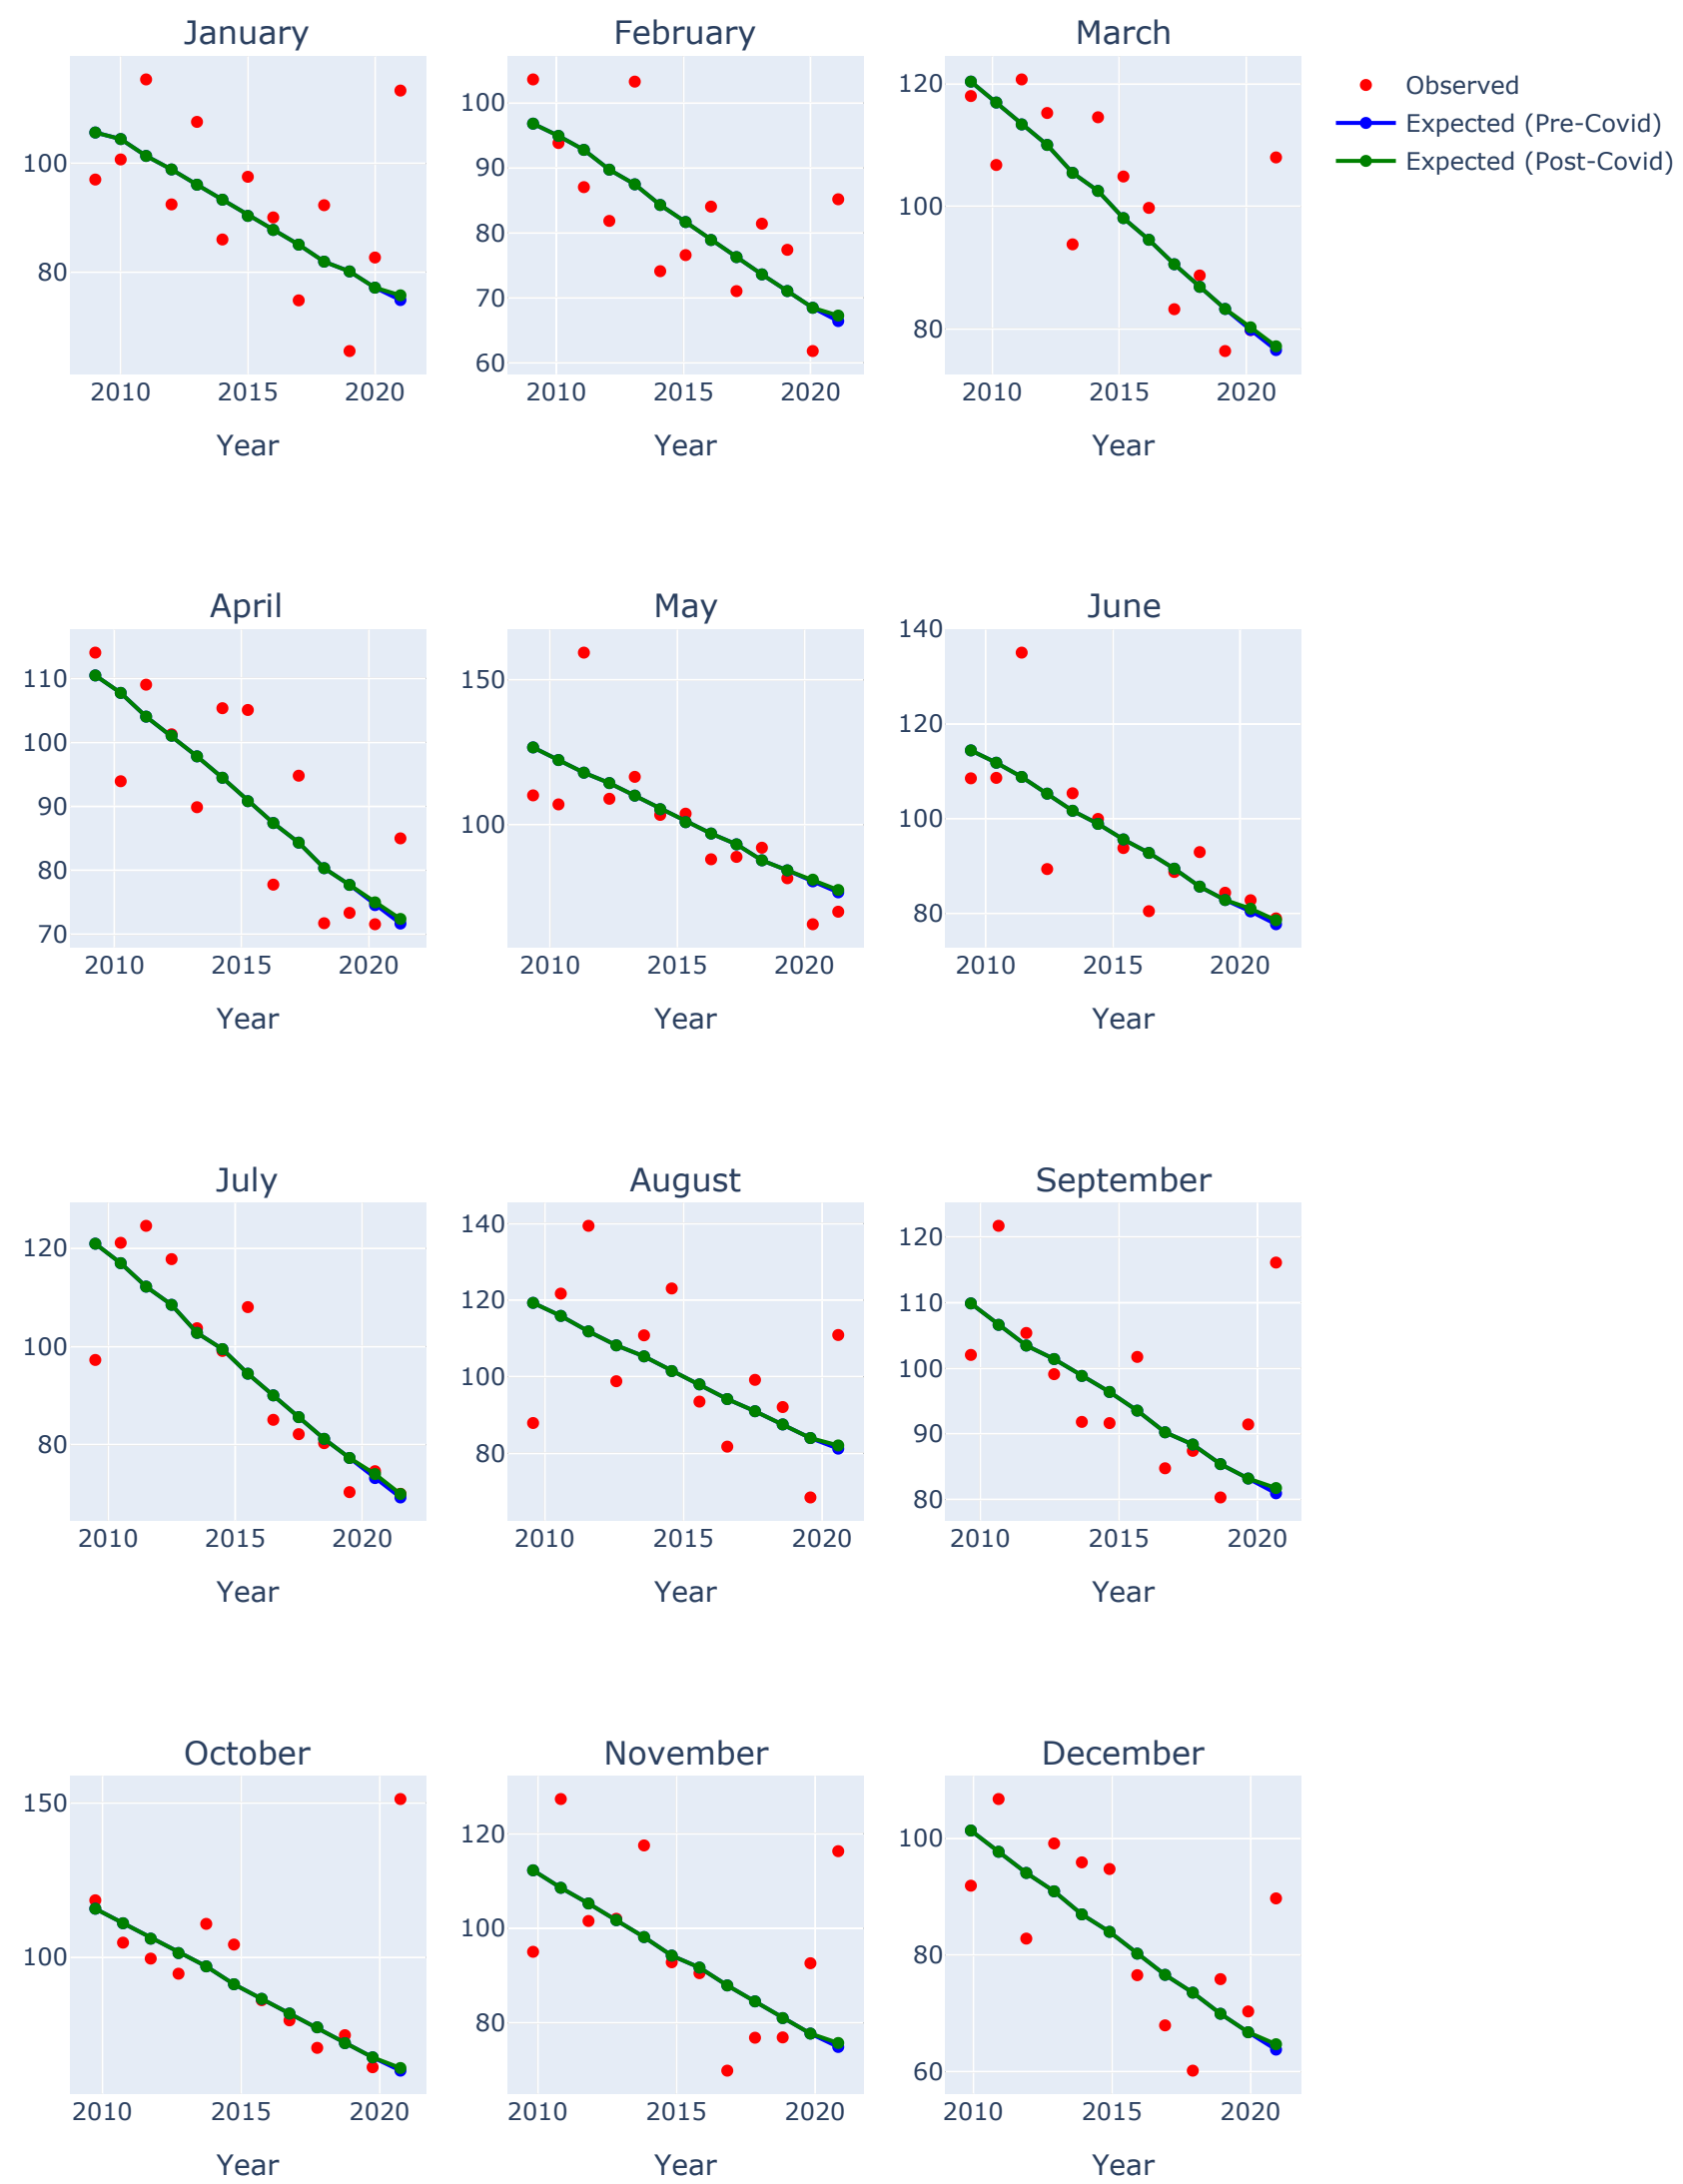 January
February
March
Observed
Expected (Pre-Covid)
Expected (Post-Covid)
100
80
2010 2015 2020
Year
100
90
80
70
60
2010 2015 2020
Year
120
100
80
2010 2015 2020
Year
April
May
June
110
100
90
80
70
2010 2015 2020
Year
150
100
2010 2015 2020
Year
140
120
100
80
2010 2015 2020
Year
July
August
September
120
100
80
2010 2015 2020
Year
140
120
100
80
2010 2015 2020
Year
120
110
100
90
80
2010 2015 2020
Year
October
November
December
150
100
2010 2015 2020
Year
120
100
80
2010 2015 2020
Year
100
80
60
2010 2015 2020
Year